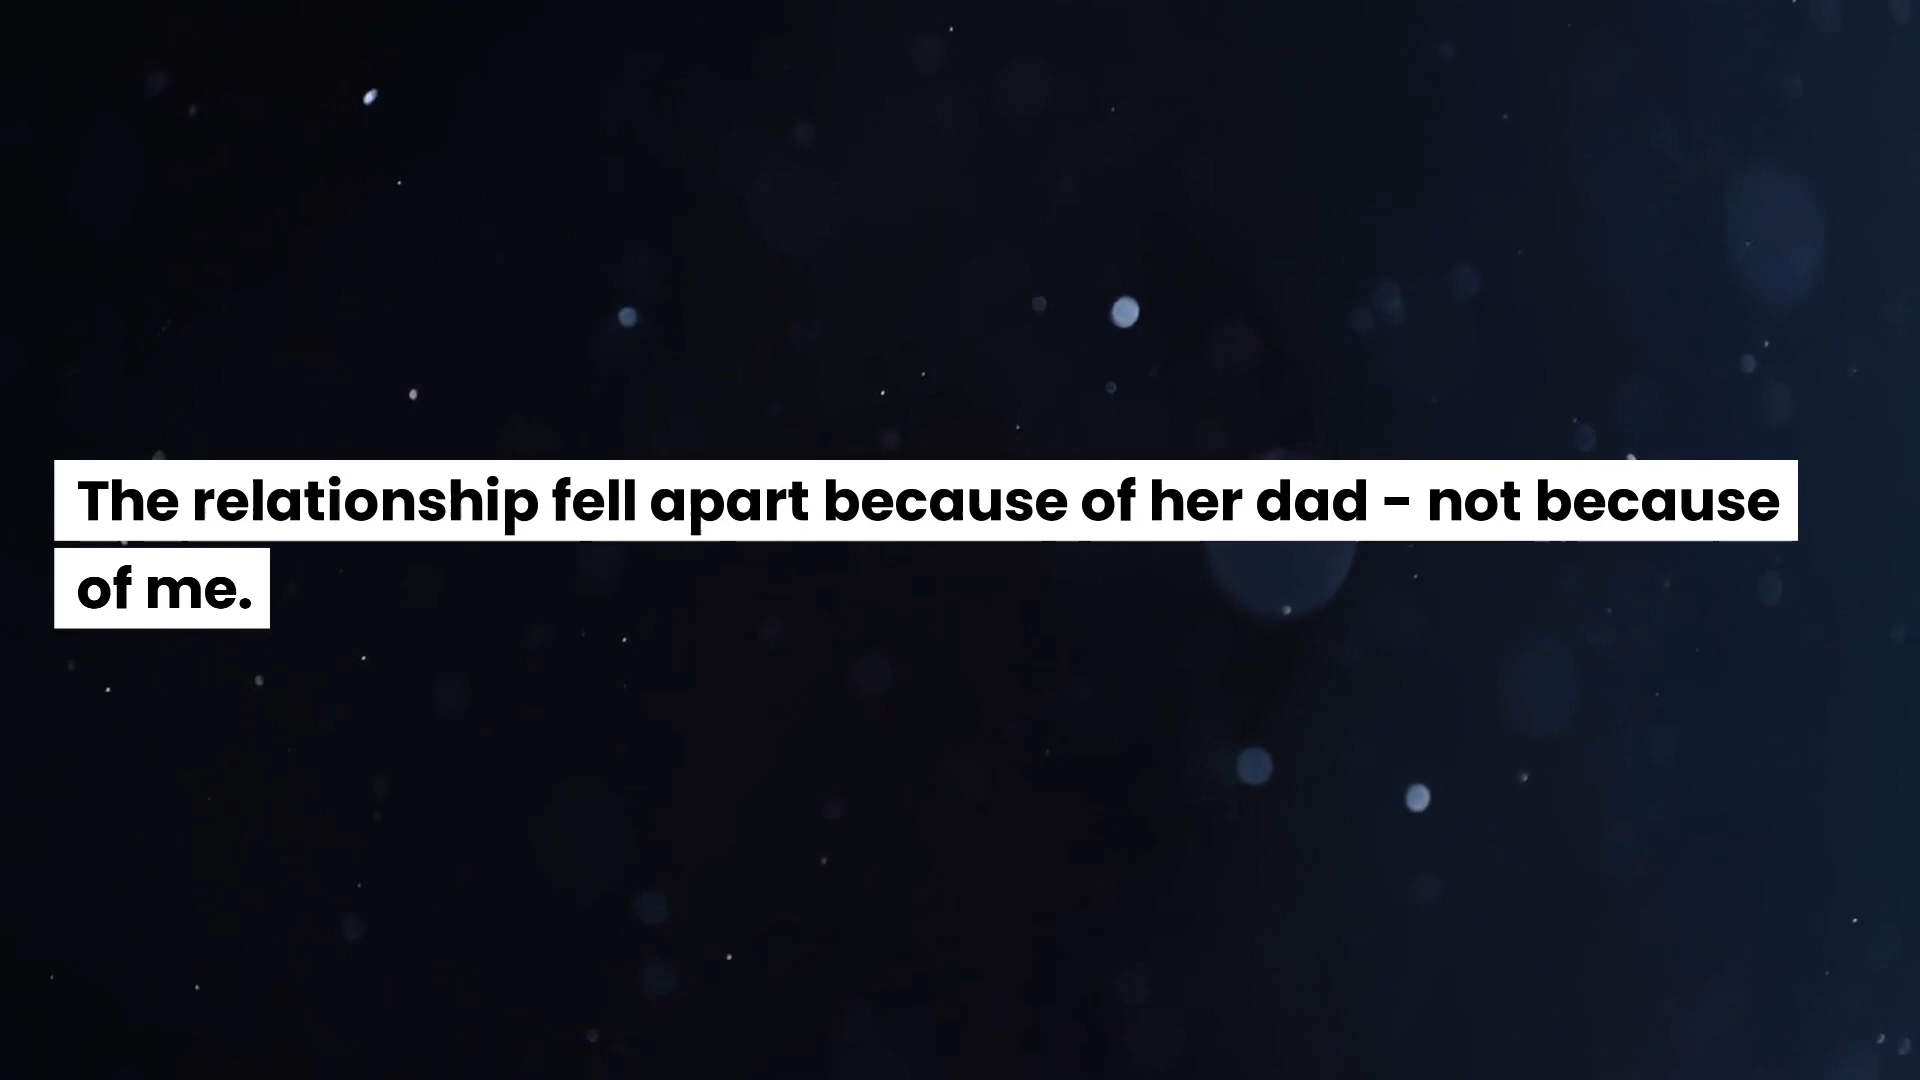 The relationship fell apart because of her dad - not because
of me.